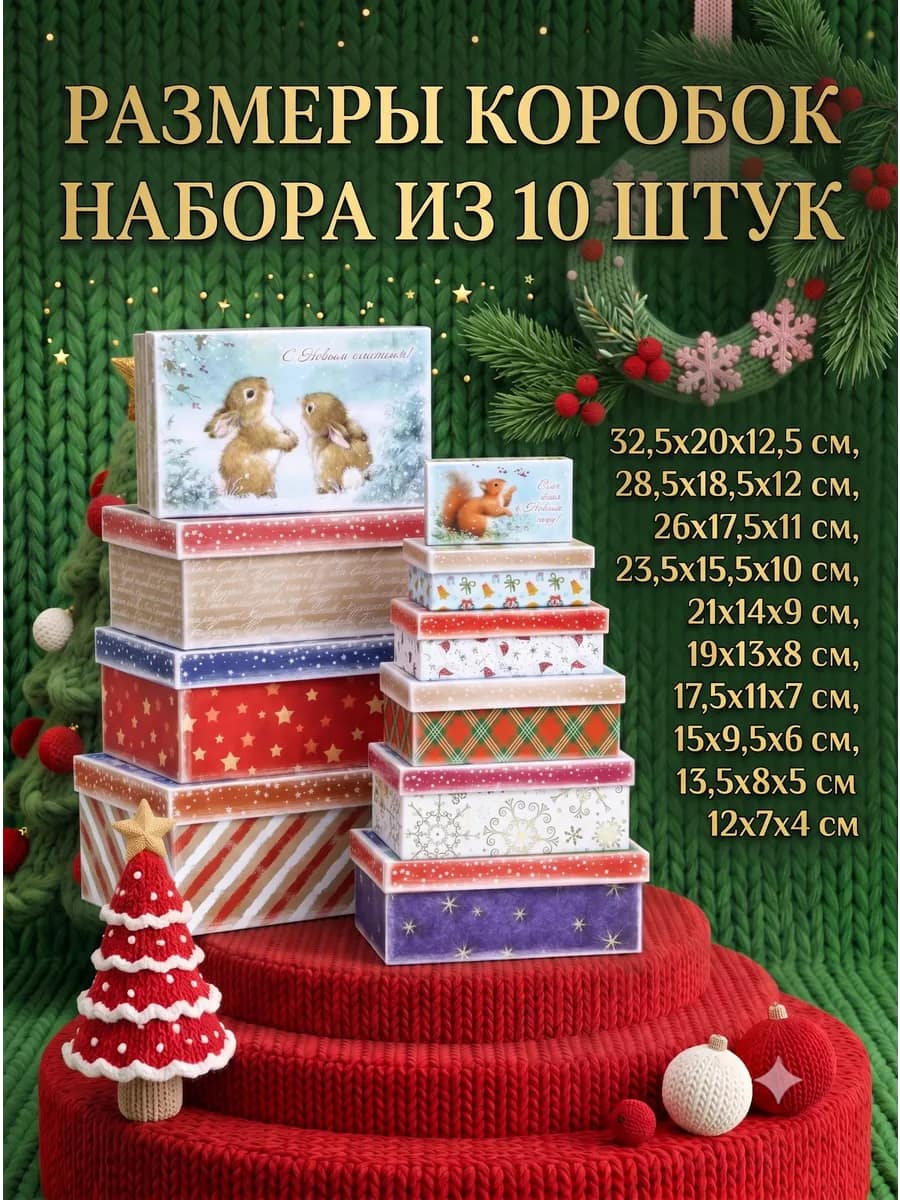 РАЗМЕРЫ КОРОБОК
НАБОРА ИЗ 10 ШТУК
С Новым счастьем!
32,5х20х12,5 см,
28,5х18,5х12 см,
26х17,5х11 см,
23,5х15,5х10 см,
21х14х9 см,
19х13х8 см,
17,5х11х7 см,
15х9,5х6 см,
13,5х8х5 см
12х7х4 см